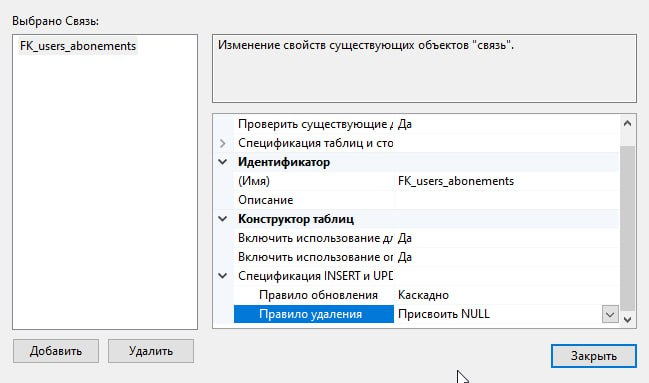 Выбрано Связь:
FK_users_abonements
Изменение свойств существующих объектов "связь".
Проверить существующие д Да
Спецификация таблиц и сто
Идентификатор
(Имя) FK_users_abonements
Описание
Конструктор таблиц
Включить использование дл Да
Включить использование ог Да
Спецификация INSERT и UPD
Правило обновления Каскадно
Правило удаления Присвоить NULL
Добавить Удалить Закрыть